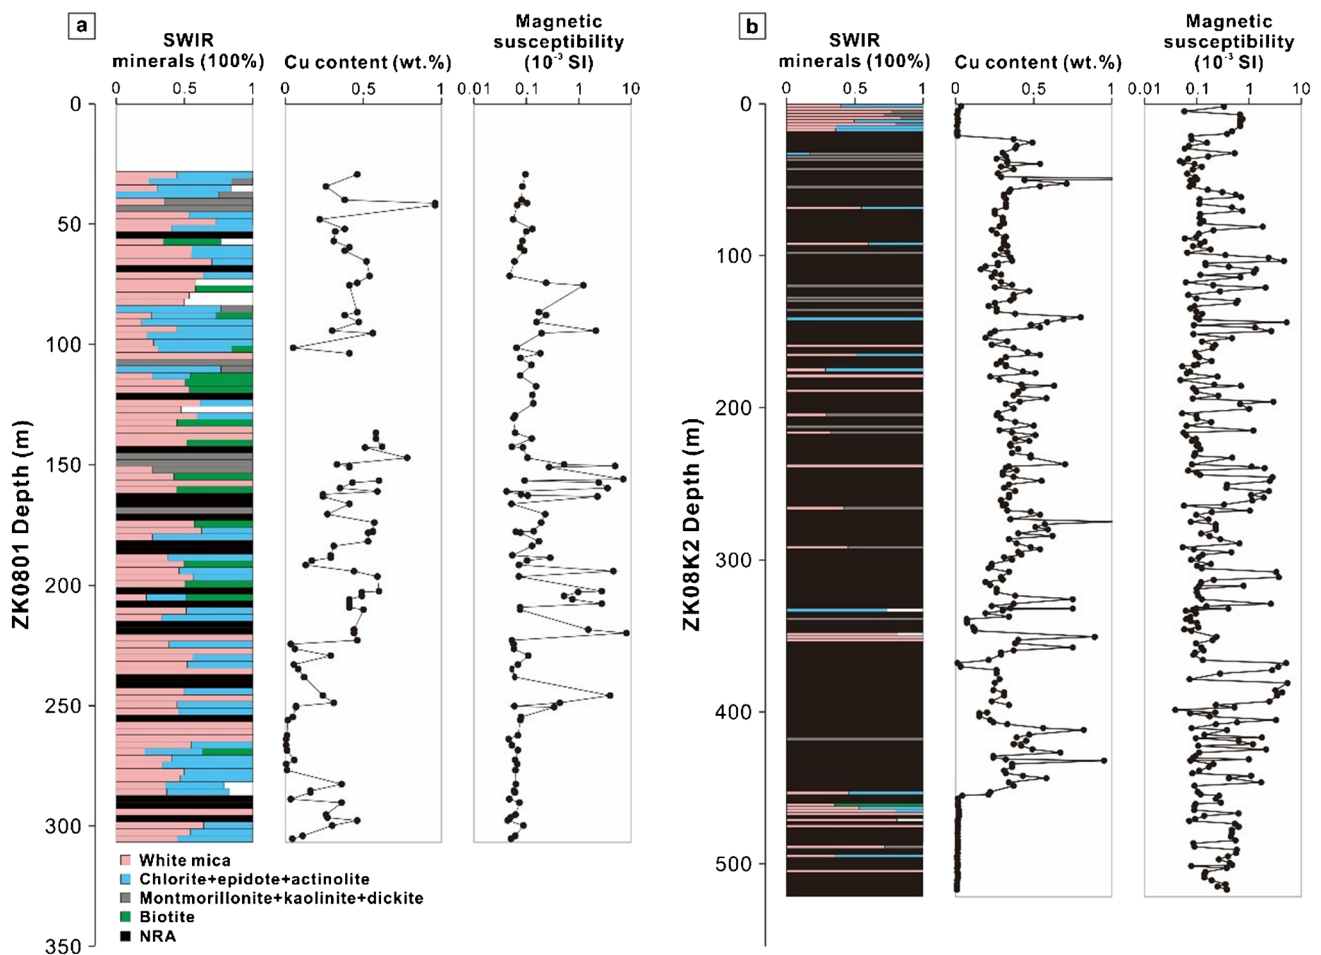 a
SWIR
minerals (100%)
Cu content (wt.%)
Magnetic
susceptibility
(10⁻³ SI)
0 0.5 1
0 0.5 1
0.01 0.1 1 10
0
50
100
150
200
250
300
350
ZK0801 Depth (m)
White mica
Chlorite+epidote+actinolite
Montmorillonite+kaolinite+dickite
Biotite
NRA
b
SWIR
minerals (100%)
Cu content (wt.%)
Magnetic
susceptibility
(10⁻³ SI)
0 0.5 1
0 0.5 1
0.01 0.1 1 10
0
100
200
300
400
500
ZK08K2 Depth (m)